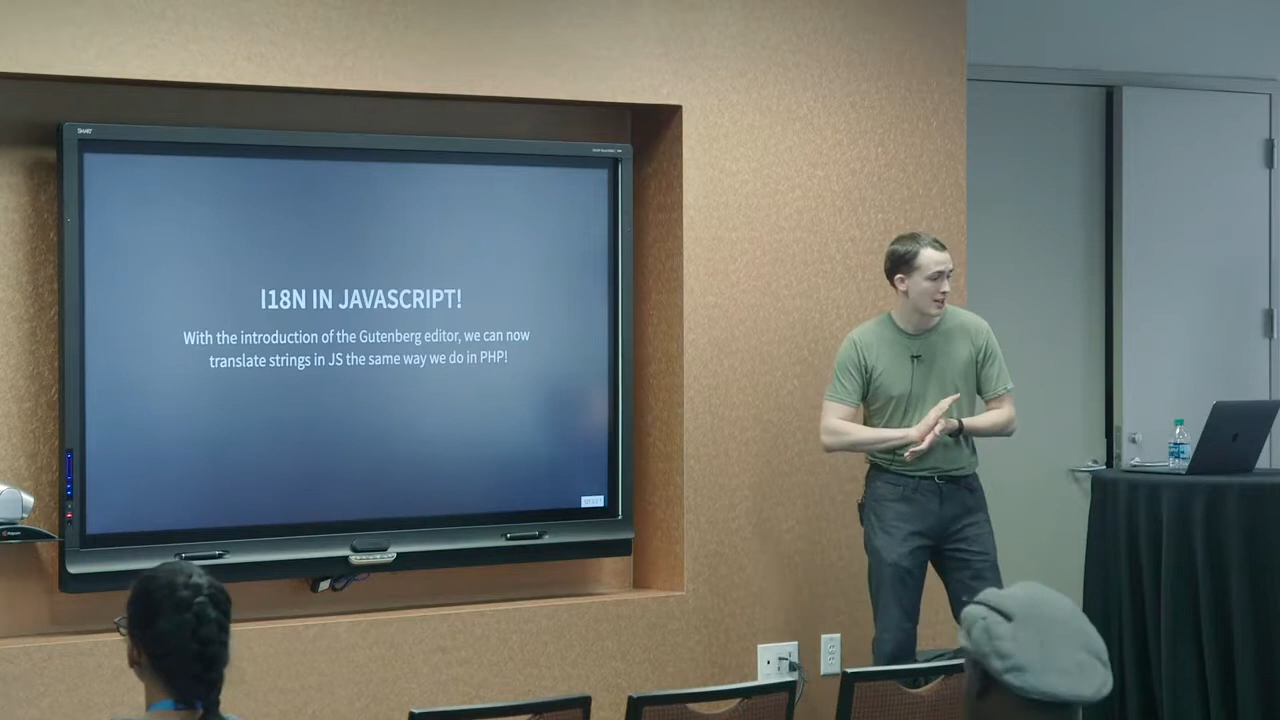 SMART
I18N IN JAVASCRIPT!
With the introduction of the Gutenberg editor, we can now
translate strings in JS the same way we do in PHP!